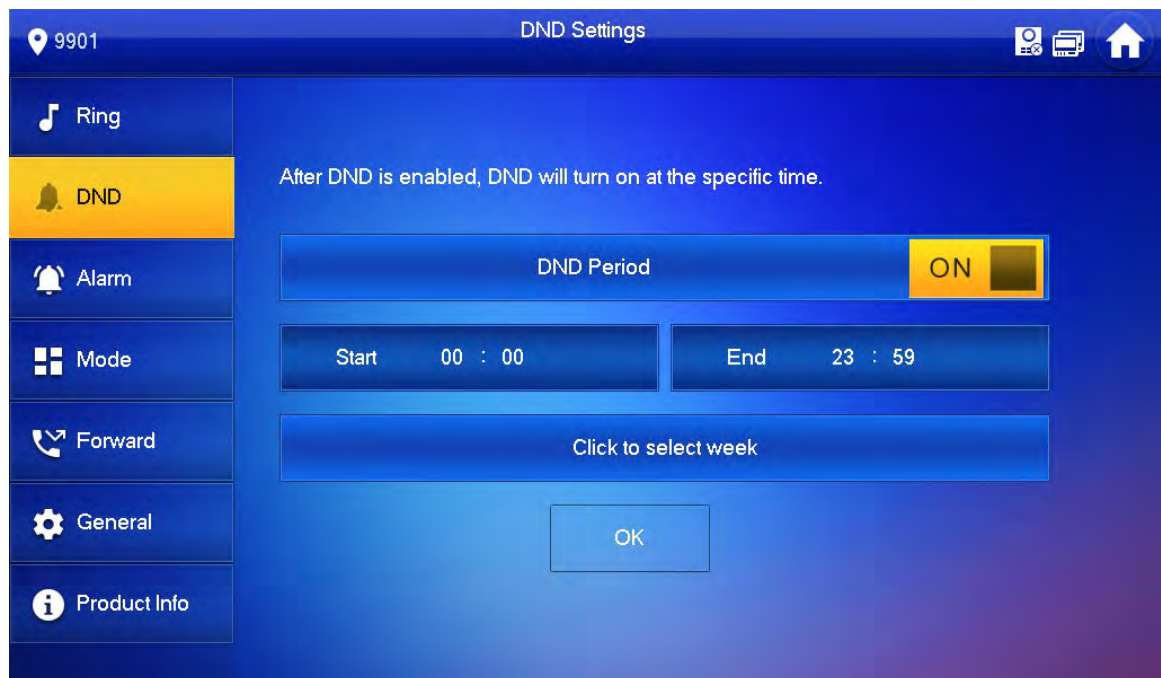 9901
DND Settings
Ring
DND
Alarm
Mode
Forward
General
Product Info
After DND is enabled, DND will turn on at the specific time.
DND Period
ON
Start 00 : 00
End 23 : 59
Click to select week
OK